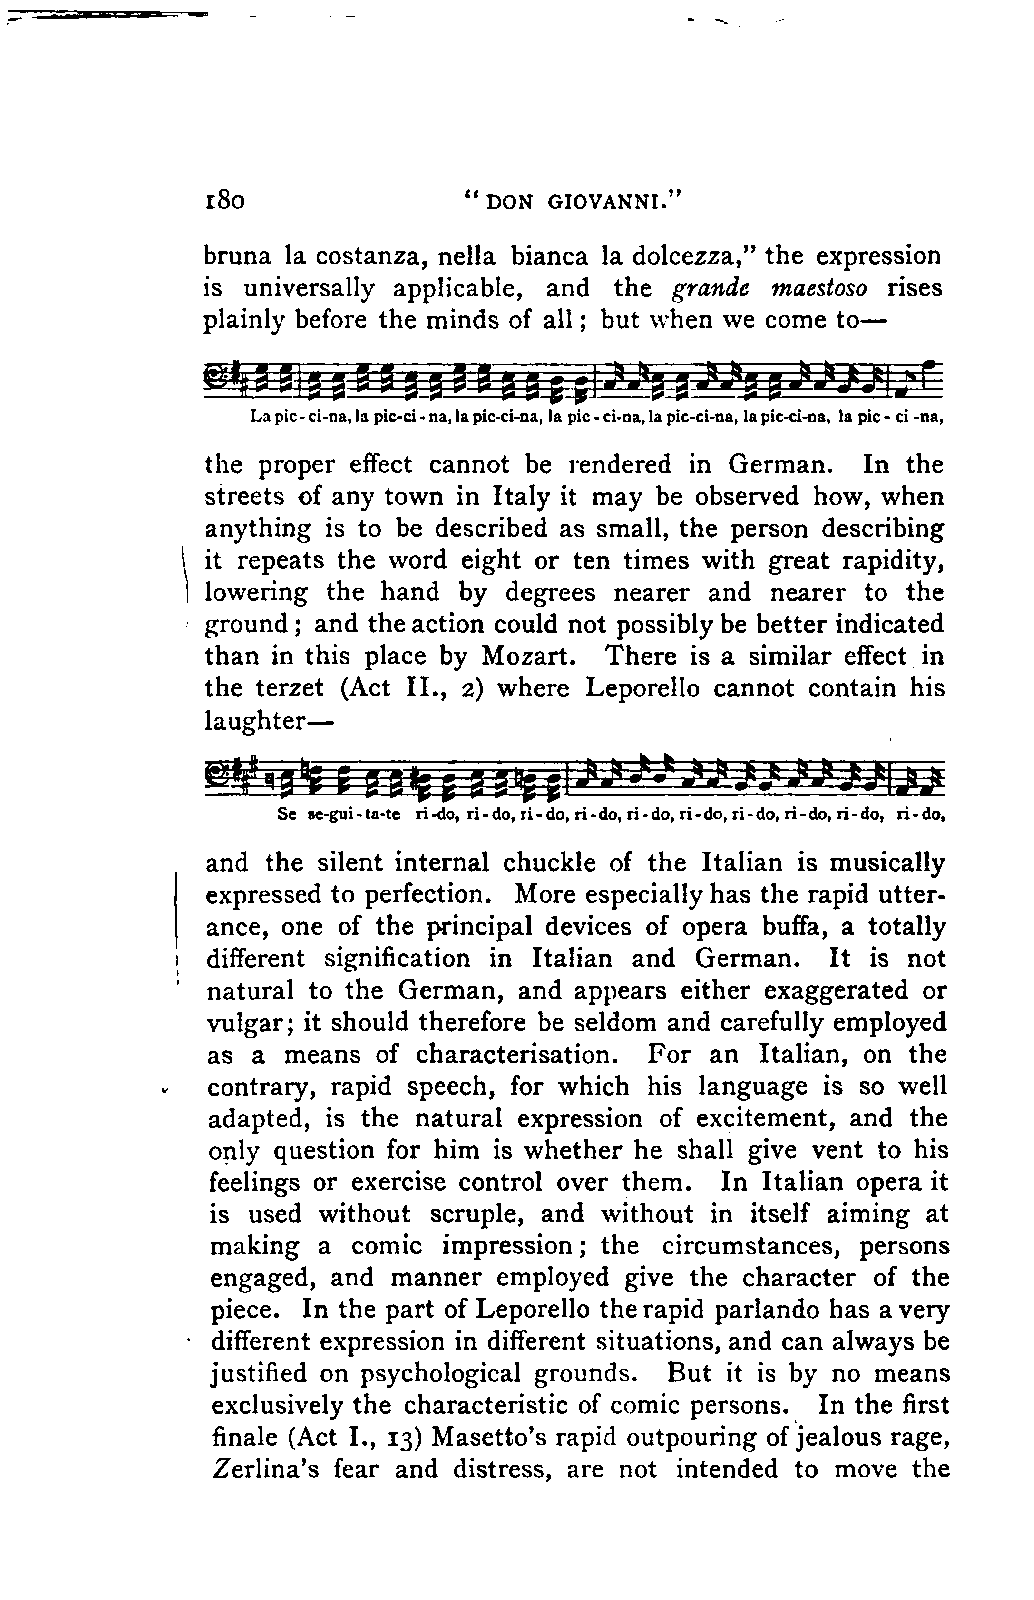 180 " DON GIOVANNI."
bruna la costanza, nella bianca la dolcezza," the expression
is universally applicable, and the grande maestoso rises
plainly before the minds of all ; but when we come to—
La pic - ci-na, la pic-ci - na, la pic-ci-na, la pic - ci-na, la pic-ci-na, la pic-ci-na, la pic - ci -na,
the proper effect cannot be rendered in German. In the
streets of any town in Italy it may be observed how, when
anything is to be described as small, the person describing
it repeats the word eight or ten times with great rapidity,
lowering the hand by degrees nearer and nearer to the
ground ; and the action could not possibly be better indicated
than in this place by Mozart. There is a similar effect in
the terzet (Act II., 2) where Leporello cannot contain his
laughter—
Se se-gui-ta-te ri-do, ri-do, ri-do, ri-do, ri-do, ri-do, ri-do, ri-do, ri-do, ri-do,
and the silent internal chuckle of the Italian is musically
expressed to perfection. More especially has the rapid utter-
ance, one of the principal devices of opera buffa, a totally
different signification in Italian and German. It is not
natural to the German, and appears either exaggerated or
vulgar; it should therefore be seldom and carefully employed
as a means of characterisation. For an Italian, on the
contrary, rapid speech, for which his language is so well
adapted, is the natural expression of excitement, and the
only question for him is whether he shall give vent to his
feelings or exercise control over them. In Italian opera it
is used without scruple, and without in itself aiming at
making a comic impression ; the circumstances, persons
engaged, and manner employed give the character of the
piece. In the part of Leporello the rapid parlando has a very
different expression in different situations, and can always be
justified on psychological grounds. But it is by no means
exclusively the characteristic of comic persons. In the first
finale (Act I., 13) Masetto's rapid outpouring of jealous rage,
Zerlina's fear and distress, are not intended to move the